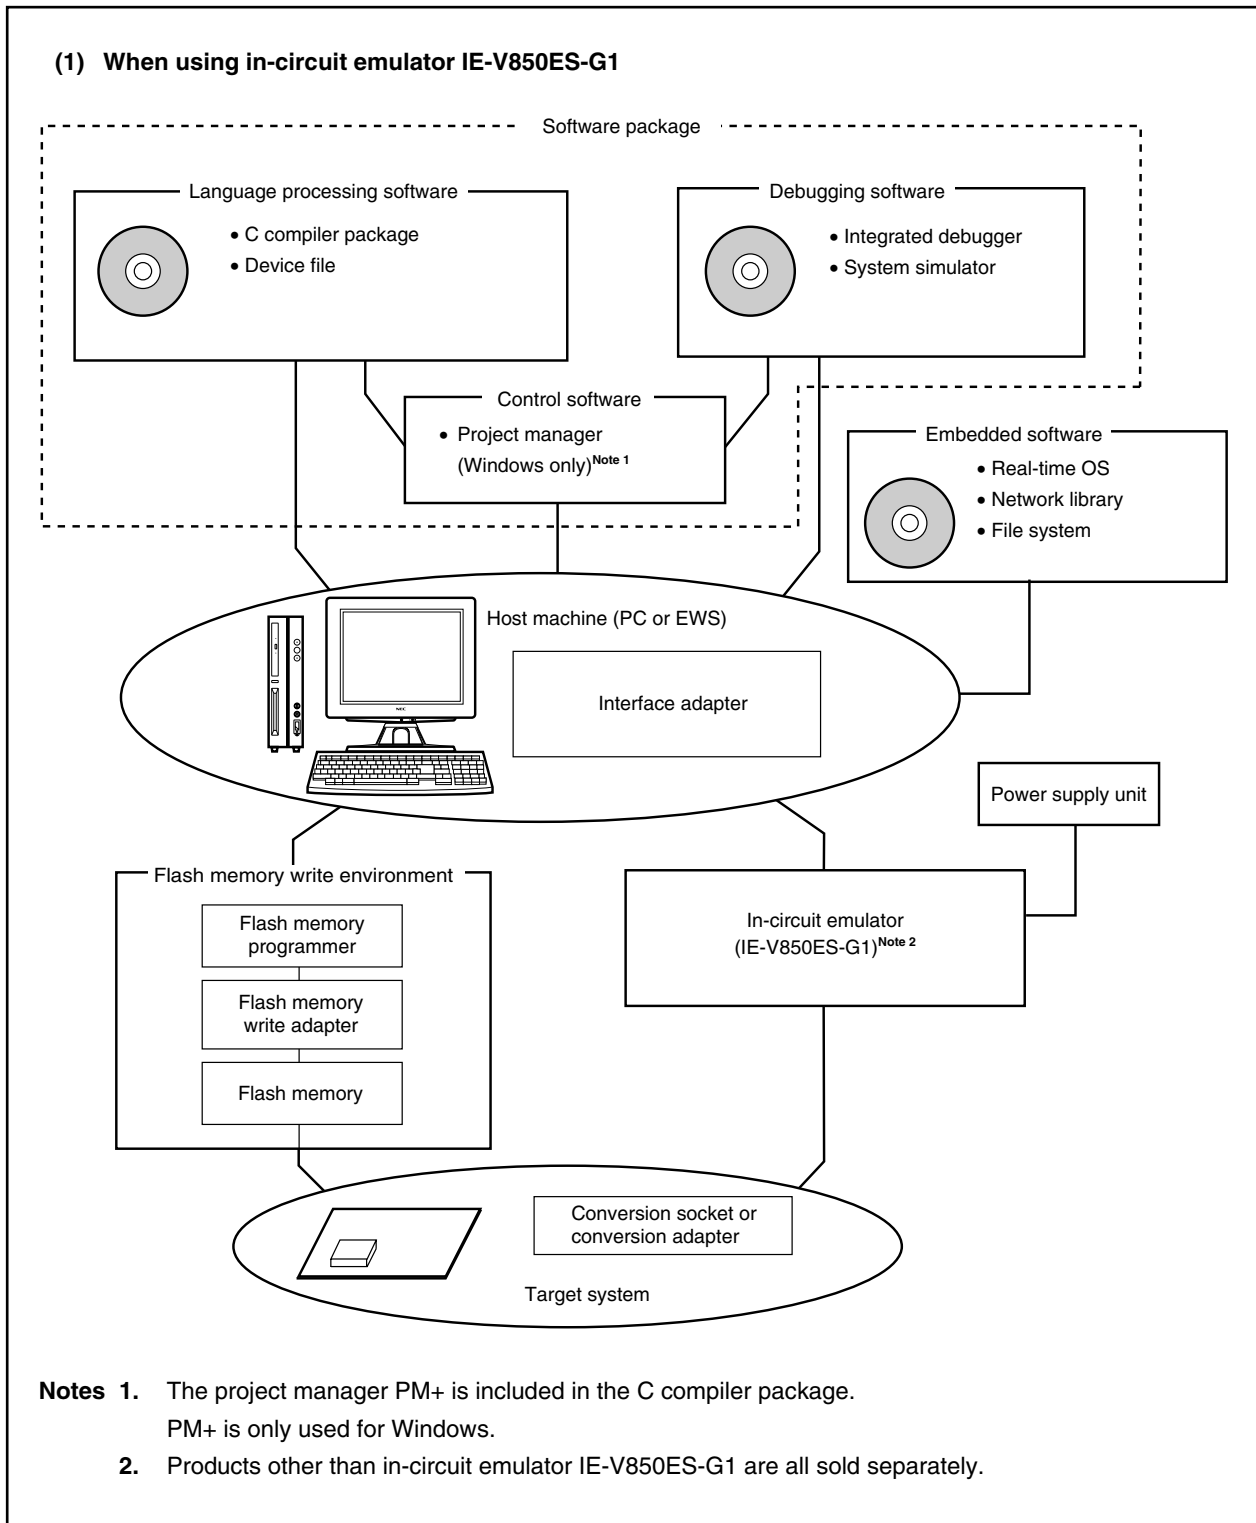 (1) When using in-circuit emulator IE-V850ES-G1
Software package
Language processing software
• C compiler package
• Device file
Debugging software
• Integrated debugger
• System simulator
Control software
• Project manager
(Windows only)Note 1
Embedded software
• Real-time OS
• Network library
• File system
Host machine (PC or EWS)
NEC
Interface adapter
Power supply unit
Flash memory write environment
Flash memory
programmer
Flash memory
write adapter
Flash memory
In-circuit emulator
(IE-V850ES-G1)Note 2
Conversion socket or
conversion adapter
Target system
Notes 1. The project manager PM+ is included in the C compiler package.
PM+ is only used for Windows.
2. Products other than in-circuit emulator IE-V850ES-G1 are all sold separately.